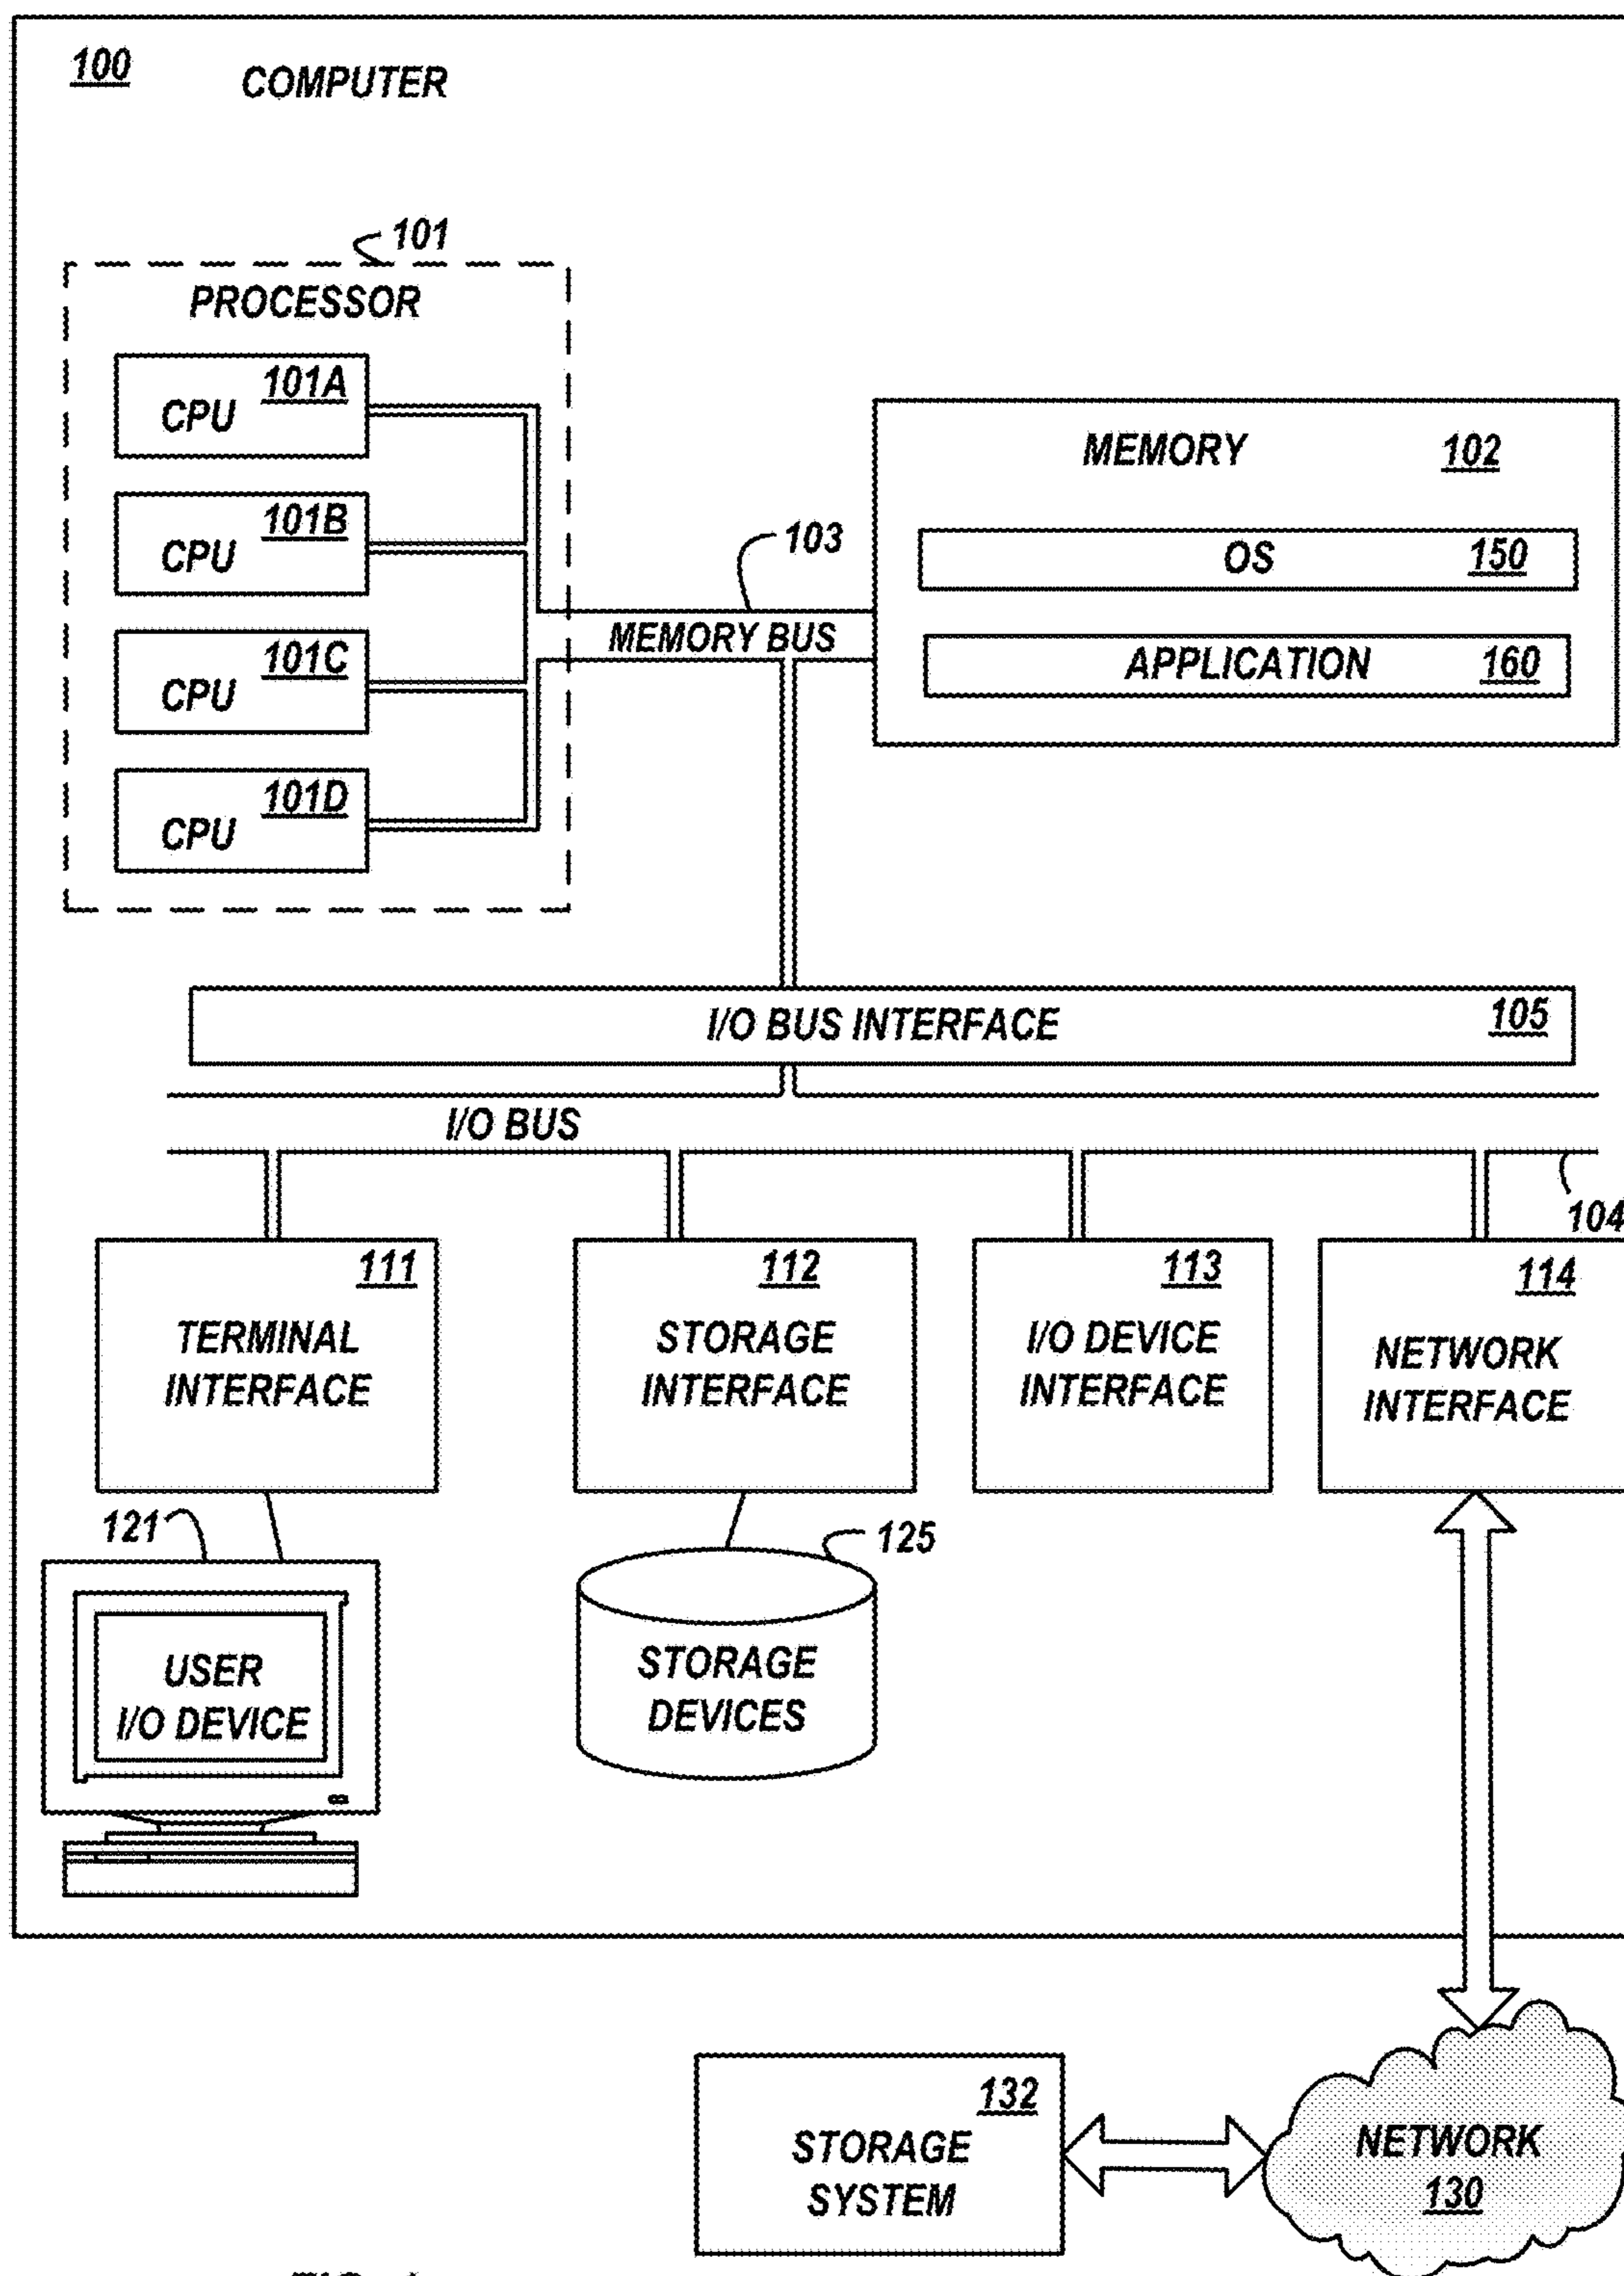 100
COMPUTER
101
PROCESSOR
101A
CPU
101B
CPU
101C
CPU
101D
CPU
103
MEMORY BUS
MEMORY 102
OS 150
APPLICATION 160
I/O BUS INTERFACE 105
I/O BUS
104
111
TERMINAL
INTERFACE
112
STORAGE
INTERFACE
113
I/O DEVICE
INTERFACE
114
NETWORK
INTERFACE
121
USER
I/O DEVICE
125
STORAGE
DEVICES
132
STORAGE
SYSTEM
NETWORK
130